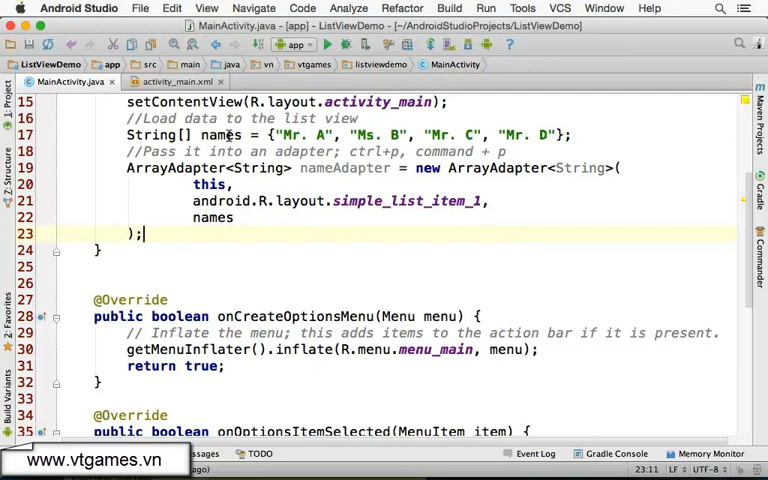 Android Studio File Edit View Navigate Code Analyze Refactor Build Run Tools VCS Window Help
MainActivity.java - [app] - ListViewDemo - [~/AndroidStudioProjects/ListViewDemo]
app
ListViewDemo app src main java vn vtgames listviewdemo MainActivity
MainActivity.java activity_main.xml
1: Project
7: Structure
2: Favorites
Build Variants
Maven Projects
Gradle
Commander
15 setContentView(R.layout.activity_main);
16 //Load data to the list view
17 String[] names = {"Mr. A", "Ms. B", "Mr. C", "Mr. D"};
18 //Pass it into an adapter; ctrl+p, command + p
19 ArrayAdapter<String> nameAdapter = new ArrayAdapter<String>(
20 this,
21 android.R.layout.simple_list_item_1,
22 names
23 );
24 }
25
26
27 @Override
28 public boolean onCreateOptionsMenu(Menu menu) {
29 // Inflate the menu; this adds items to the action bar if it is present.
30 getMenuInflater().inflate(R.menu.menu_main, menu);
31 return true;
32 }
33
34 @Override
35 public boolean onOptionsItemSelected(MenuItem item) {
www.vtgames.vn
ssages TODO Event Log Gradle Console Memory Monitor
ago) 23:11 LF UTF-8